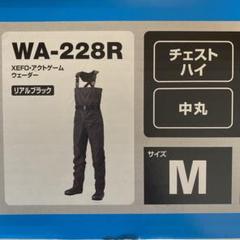 WA-228R
XEFO・アクトゲーム
ウェーダー
リアルブラック
チェスト
ハイ
中丸
サイズ
M